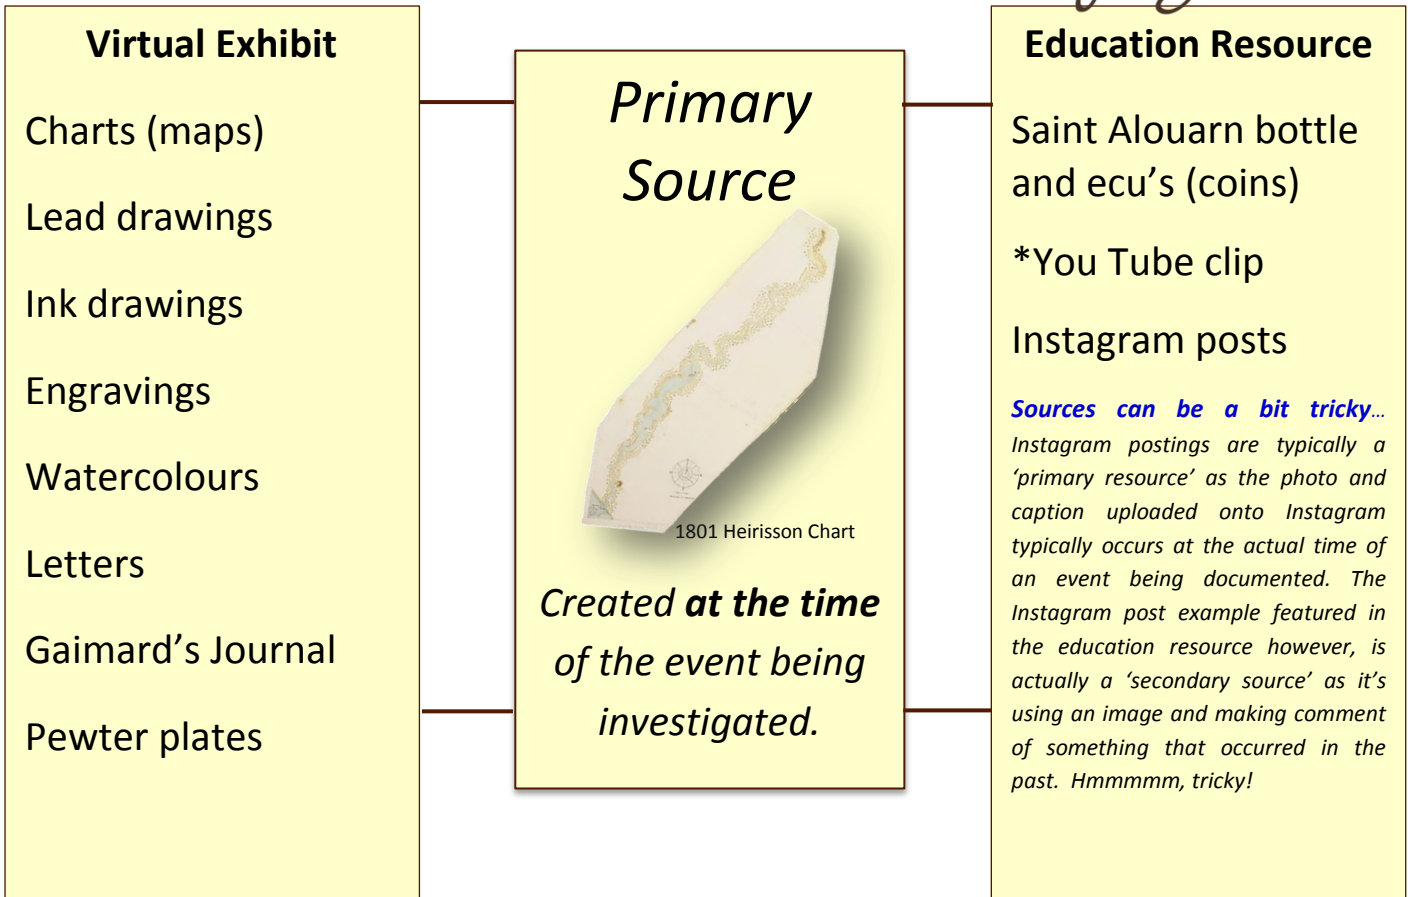 Virtual Exhibit
Charts (maps)
Lead drawings
Ink drawings
Engravings
Watercolours
Letters
Gaimard’s Journal
Pewter plates
Primary
Source
1801 Heirisson Chart
Created at the time
of the event being
investigated.
Education Resource
Saint Alouarn bottle
and ecu’s (coins)
*You Tube clip
Instagram posts
Sources can be a bit tricky…
Instagram postings are typically a
‘primary resource’ as the photo and
caption uploaded onto Instagram
typically occurs at the actual time of
an event being documented. The
Instagram post example featured in
the education resource however, is
actually a ‘secondary source’ as it’s
using an image and making comment
of something that occurred in the
past. Hmmmmm, tricky!